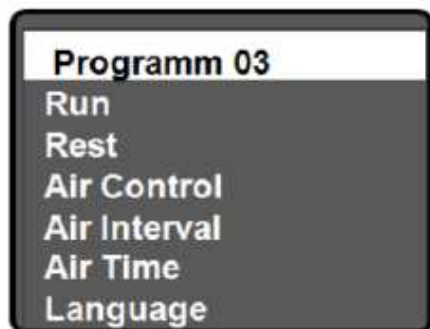 Programm 03
Run
Rest
Air Control
Air Interval
Air Time
Language